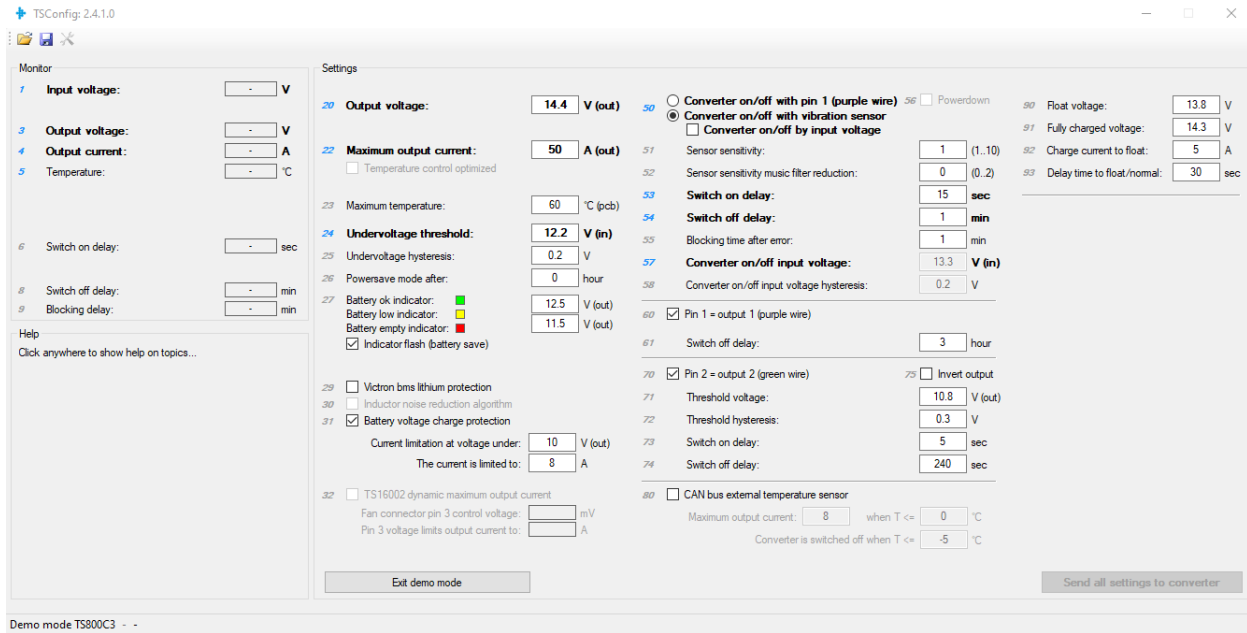 TSConfig: 2.4.1.0
Monitor
1 Input voltage: - V
3 Output voltage: - V
4 Output current: - A
5 Temperature: - °C
6 Switch on delay: - sec
8 Switch off delay: - min
9 Blocking delay: - min
Help
Click anywhere to show help on topics...
Settings
20 Output voltage: 14.4 V (out)
22 Maximum output current: 50 A (out)
Temperature control optimized
23 Maximum temperature: 60 °C (pcb)
24 Undervoltage threshold: 12.2 V (in)
25 Undervoltage hysteresis: 0.2 V
26 Powersave mode after: 0 hour
27 Battery ok indicator: 12.5 V (out)
Battery low indicator:
Battery empty indicator: 11.5 V (out)
Indicator flash (battery save)
29 Victron bms lithium protection
30 Inductor noise reduction algorithm
31 Battery voltage charge protection
Current limitation at voltage under: 10 V (out)
The current is limited to: 8 A
32 TS16002 dynamic maximum output current
Fan connector pin 3 control voltage: mV
Pin 3 voltage limits output current to: A
Exit demo mode
50 Converter on/off with pin 1 (purple wire) 56 Powerdown
Converter on/off with vibration sensor
Converter on/off by input voltage
51 Sensor sensitivity: 1 (1..10)
52 Sensor sensitivity music filter reduction: 0 (0..2)
53 Switch on delay: 15 sec
54 Switch off delay: 1 min
55 Blocking time after error: 1 min
57 Converter on/off input voltage: 13.3 V (in)
58 Converter on/off input voltage hysteresis: 0.2 V
60 Pin 1 = output 1 (purple wire)
61 Switch off delay: 3 hour
70 Pin 2 = output 2 (green wire) 75 Invert output
71 Threshold voltage: 10.8 V (out)
72 Threshold hysteresis: 0.3 V
73 Switch on delay: 5 sec
74 Switch off delay: 240 sec
80 CAN bus external temperature sensor
Maximum output current: 8 when T <= 0 °C
Converter is switched off when T <= -5 °C
90 Float voltage: 13.8 V
91 Fully charged voltage: 14.3 V
92 Charge current to float: 5 A
93 Delay time to float/normal: 30 sec
Send all settings to converter
Demo mode TS800C3 - -